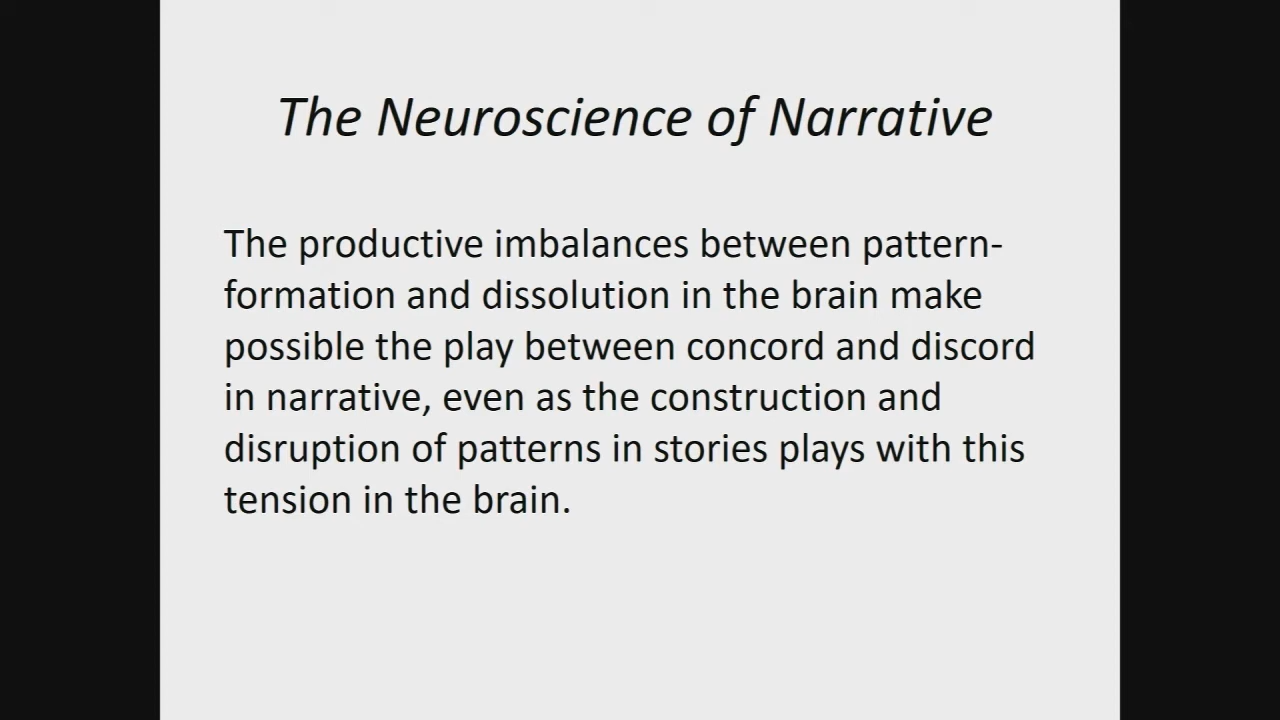 The Neuroscience of Narrative
The productive imbalances between pattern-
formation and dissolution in the brain make
possible the play between concord and discord
in narrative, even as the construction and
disruption of patterns in stories plays with this
tension in the brain.